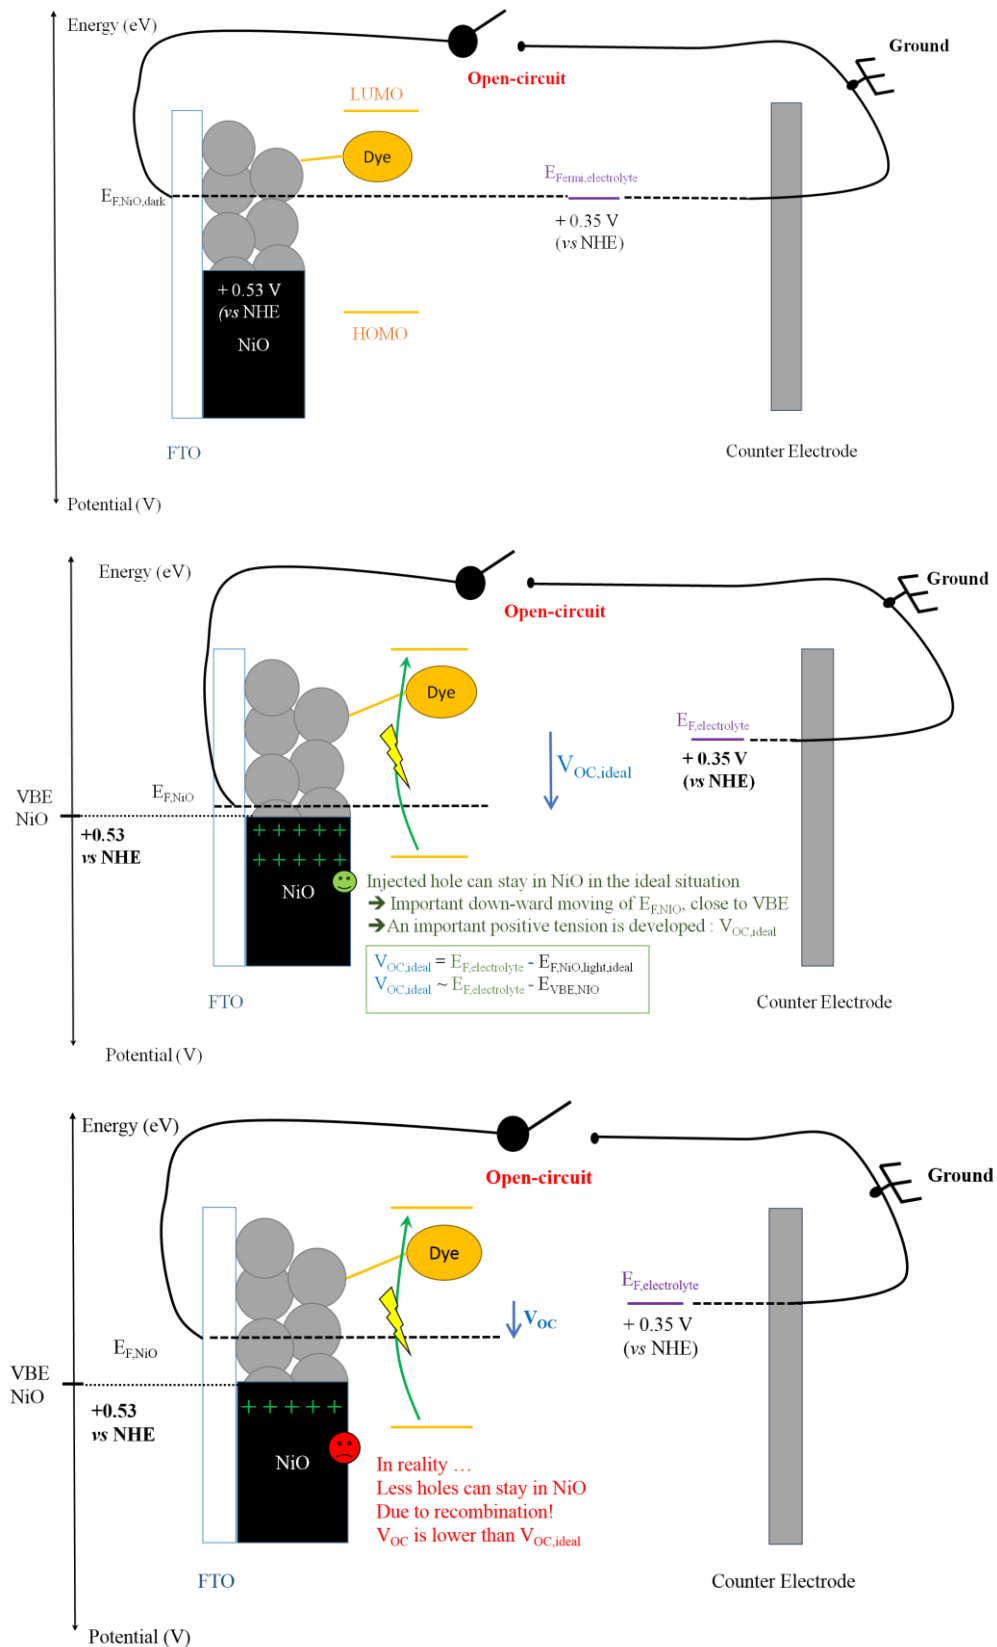 Energy (eV)
Ground
Open-circuit
LUMO
Dye
E_F,NiO,dark
E_Fermi,electrolyte
+ 0.35 V
(vs NHE)
+ 0.53 V
(vs NHE
NiO
HOMO
FTO
Counter Electrode
Potential (V)
Energy (eV)
Ground
Open-circuit
Dye
E_F,electrolyte
+ 0.35 V
(vs NHE)
V_OC,ideal
E_F,NiO
VBE
NiO
+0.53
vs NHE
+ + + + +
+ + + + +
NiO
Injected hole can stay in NiO in the ideal situation
➔ Important down-ward moving of E_F,NIO, close to VBE
➔An important positive tension is developed : V_OC,ideal
V_OC,ideal = E_F,electrolyte - E_F,NiO,light,ideal
V_OC,ideal ~ E_F,electrolyte - E_VBE,NIO
FTO
Counter Electrode
Potential (V)
Energy (eV)
Ground
Open-circuit
Dye
E_F,electrolyte
+ 0.35 V
(vs NHE)
V_OC
E_F,NiO
VBE
NiO
+0.53
vs NHE
+ + + + +
NiO
In reality …
Less holes can stay in NiO
Due to recombination!
V_OC is lower than V_OC,ideal
FTO
Counter Electrode
Potential (V)